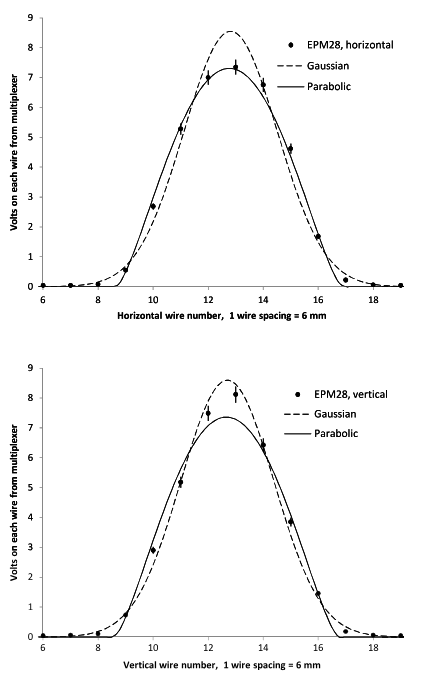 9
8
7
6
5
4
3
2
1
0
Volts on each wire from multiplexer
EPM28, horizontal
Gaussian
Parabolic
6 8 10 12 14 16 18
Horizontal wire number, 1 wire spacing = 6 mm
9
8
7
6
5
4
3
2
1
0
Volts on each wire from multiplexer
EPM28, vertical
Gaussian
Parabolic
6 8 10 12 14 16 18
Vertical wire number, 1 wire spacing = 6 mm